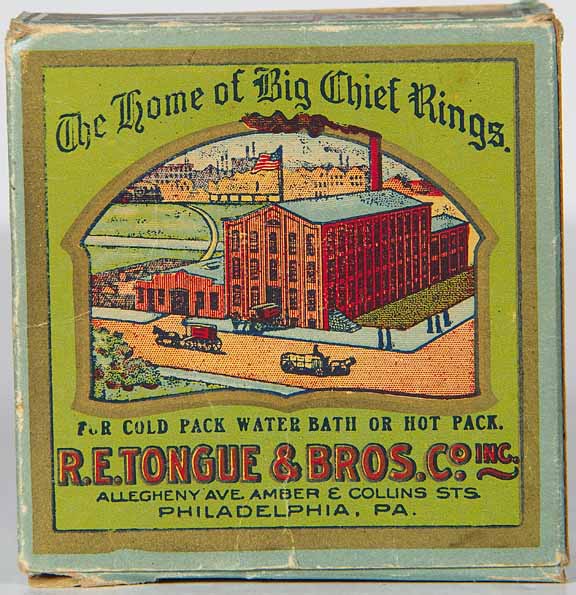 The Home of Big Chief Rings.
FOR COLD PACK WATER BATH OR HOT PACK.
R.E. TONGUE & BROS. Co INC.
ALLEGHENY AVE. AMBER & COLLINS STS.
PHILADELPHIA, PA.